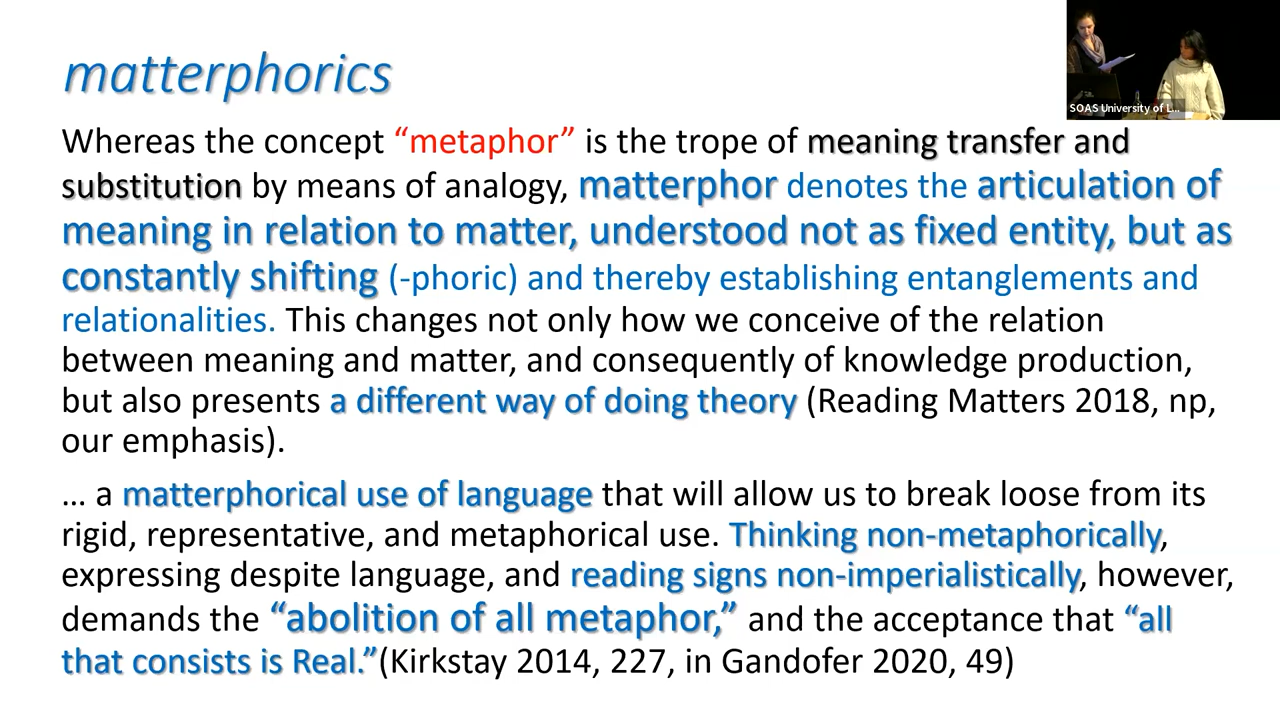 matterphorics
SOAS University of L...
Whereas the concept “metaphor” is the trope of meaning transfer and
substitution by means of analogy, matterphor denotes the articulation of
meaning in relation to matter, understood not as fixed entity, but as
constantly shifting (-phoric) and thereby establishing entanglements and
relationalities. This changes not only how we conceive of the relation
between meaning and matter, and consequently of knowledge production,
but also presents a different way of doing theory (Reading Matters 2018, np,
our emphasis).
… a matterphorical use of language that will allow us to break loose from its
rigid, representative, and metaphorical use. Thinking non-metaphorically,
expressing despite language, and reading signs non-imperialistically, however,
demands the “abolition of all metaphor,” and the acceptance that “all
that consists is Real.”(Kirkstay 2014, 227, in Gandofer 2020, 49)